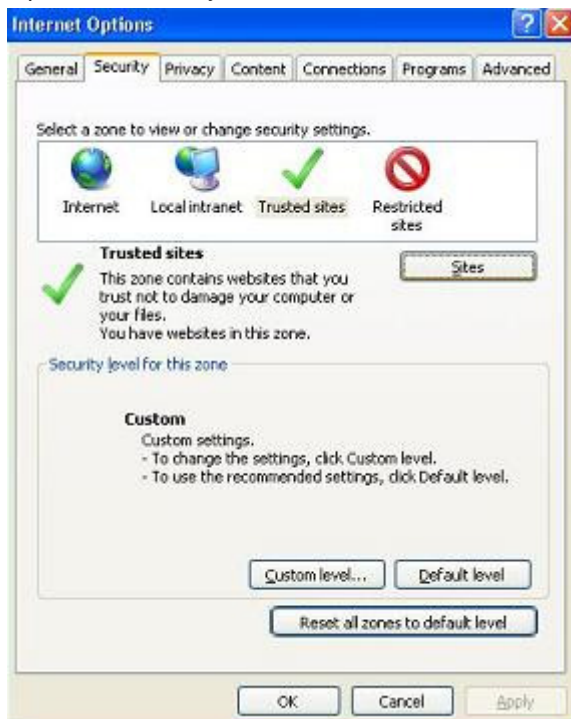 Internet Options
General Security Privacy Content Connections Programs Advanced
Select a zone to view or change security settings.
Internet Local intranet Trusted sites Restricted
sites
Trusted sites
Sites
This zone contains websites that you
trust not to damage your computer or
your files.
You have websites in this zone.
Security level for this zone
Custom
Custom settings.
- To change the settings, click Custom level.
- To use the recommended settings, click Default level.
Custom level... Default level
Reset all zones to default level
OK Cancel Apply